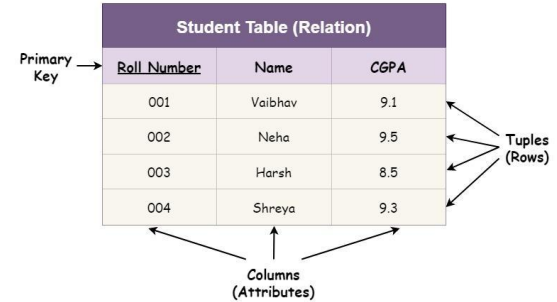 Student Table (Relation)
Primary
Key
Roll Number Name CGPA
001 Vaibhav 9.1
002 Neha 9.5
003 Harsh 8.5
004 Shreya 9.3
Tuples
(Rows)
Columns
(Attributes)